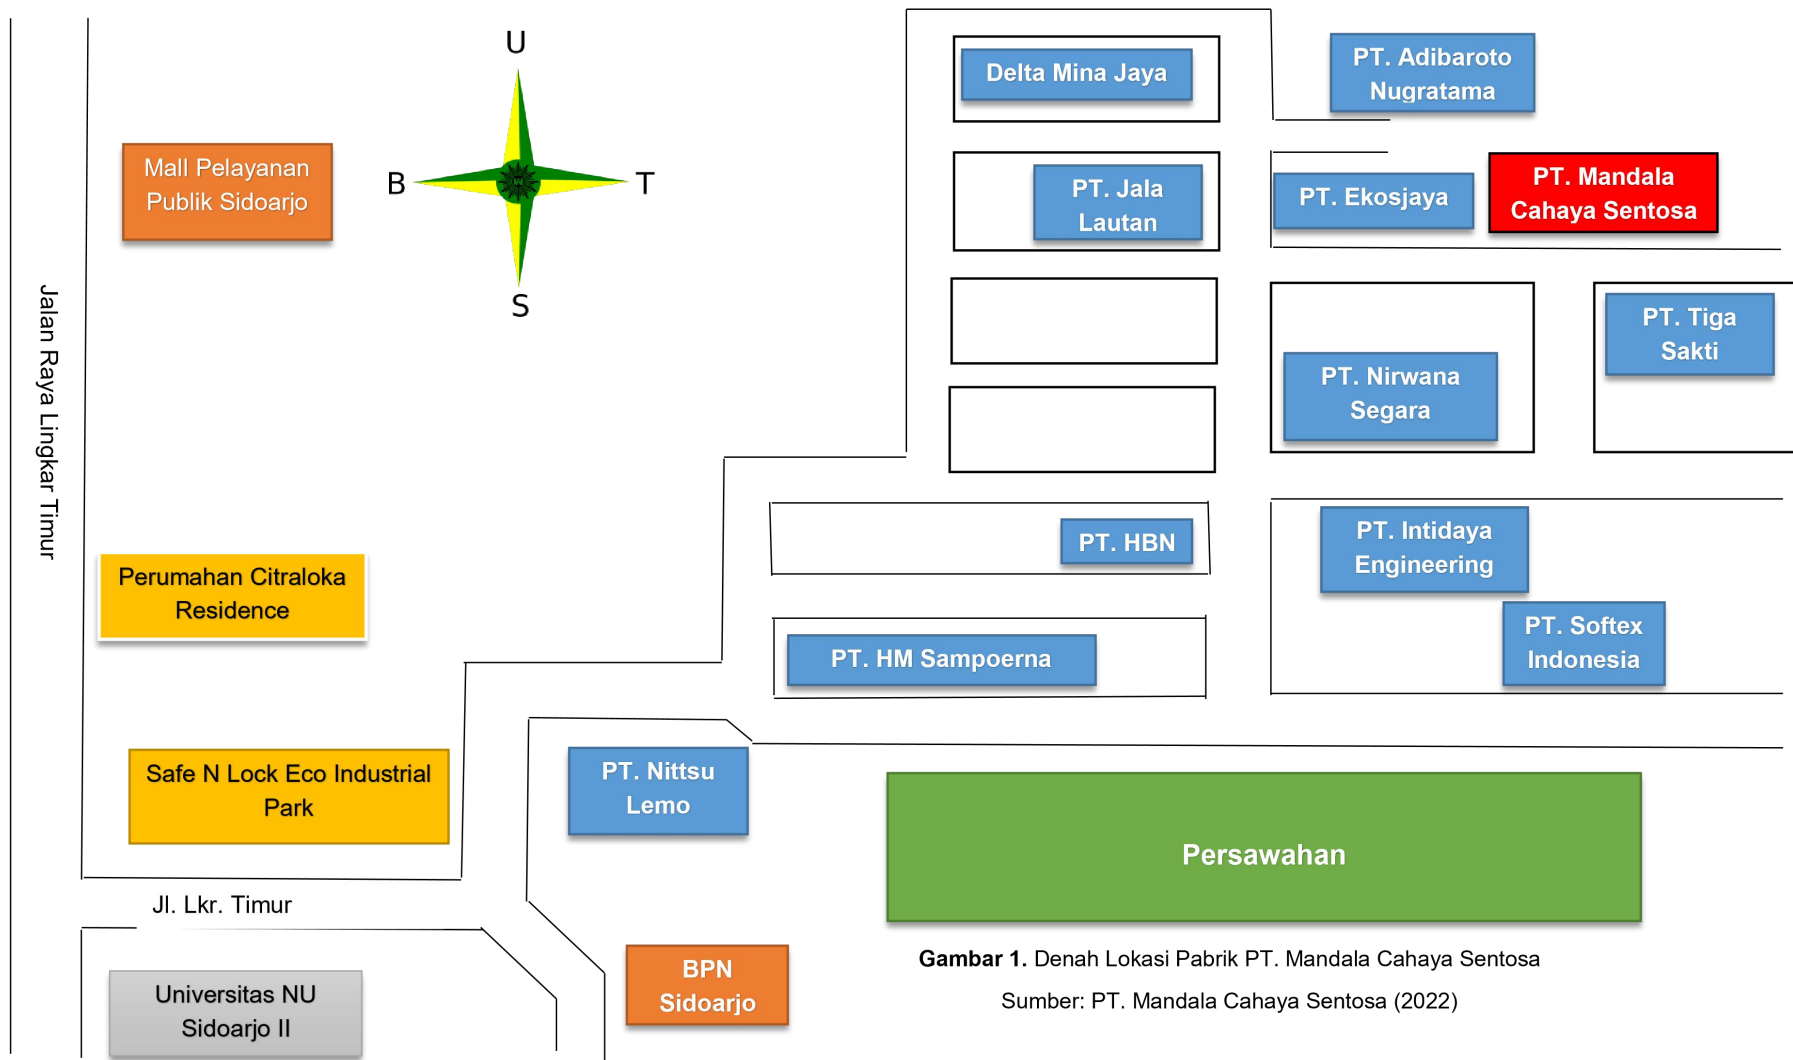 U
B
T
S
Delta Mina Jaya
PT. Adibaroto
Nugratama
Mall Pelayanan
Publik Sidoarjo
PT. Jala
Lautan
PT. Ekosjaya
PT. Mandala
Cahaya Sentosa
Jalan Raya Lingkar Timur
PT. Tiga
Sakti
PT. Nirwana
Segara
PT. HBN
PT. Intidaya
Engineering
Perumahan Citraloka
Residence
PT. HM Sampoerna
PT. Softex
Indonesia
Safe N Lock Eco Industrial
Park
PT. Nittsu
Lemo
Persawahan
Jl. Lkr. Timur
BPN
Sidoarjo
Universitas NU
Sidoarjo II
Gambar 1. Denah Lokasi Pabrik PT. Mandala Cahaya Sentosa
Sumber: PT. Mandala Cahaya Sentosa (2022)